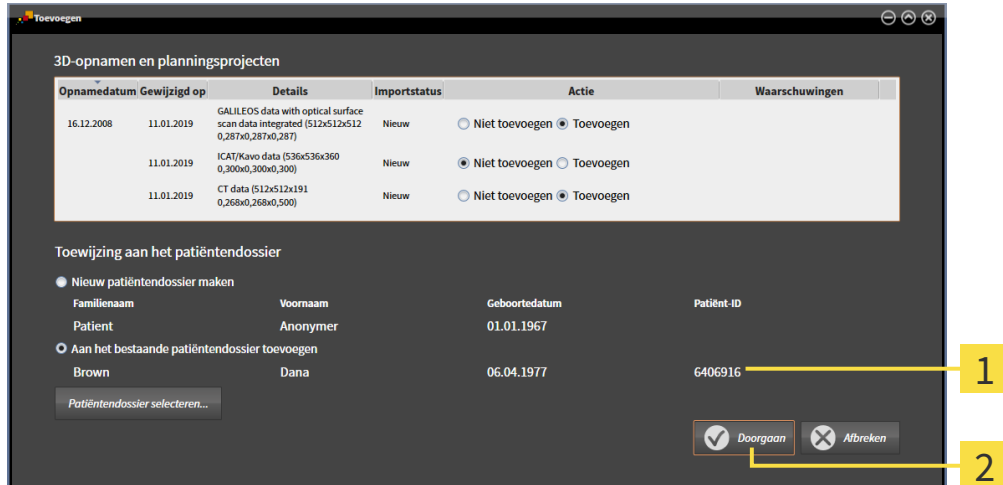 Toevoegen
3D-opnamen en planningsprojecten
Opnamedatum Gewijzigd op Details Importstatus Actie Waarschuwingen
16.12.2008 11.01.2019 GALILEOS data with optical surface scan data integrated (512x512x512 0,287x0,287x0,287) Nieuw Niet toevoegen Toevoegen
11.01.2019 ICAT/Kavo data (536x536x360 0,300x0,300x0,300) Nieuw Niet toevoegen Toevoegen
11.01.2019 CT data (512x512x191 0,268x0,268x0,500) Nieuw Niet toevoegen Toevoegen
Toewijzing aan het patiëntendossier
Nieuw patiëntendossier maken
Familienaam Voornaam Geboortedatum Patiënt-ID
Patient Anonymer 01.01.1967
Aan het bestaande patiëntendossier toevoegen
Brown Dana 06.04.1977 6406916 1
Patiëntendossier selecteren...
Doorgaan Afbreken
2